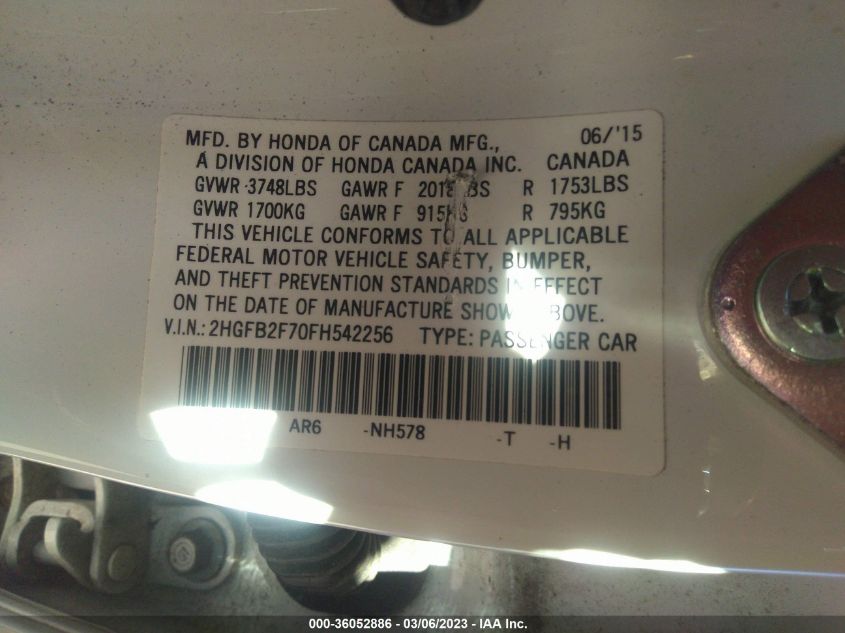 MFD. BY HONDA OF CANADA MFG., 06/'15
A DIVISION OF HONDA CANADA INC. CANADA
GVWR 3748LBS GAWR F 2018LBS R 1753LBS
GVWR 1700KG GAWR F 915KG R 795KG
THIS VEHICLE CONFORMS TO ALL APPLICABLE
FEDERAL MOTOR VEHICLE SAFETY, BUMPER,
AND THEFT PREVENTION STANDARDS IN EFFECT
ON THE DATE OF MANUFACTURE SHOWN ABOVE.
V.I.N.: 2HGFB2F70FH542256 TYPE: PASSENGER CAR
AR6 -NH578 -T -H
000-36052886 - 03/06/2023 - IAA Inc.